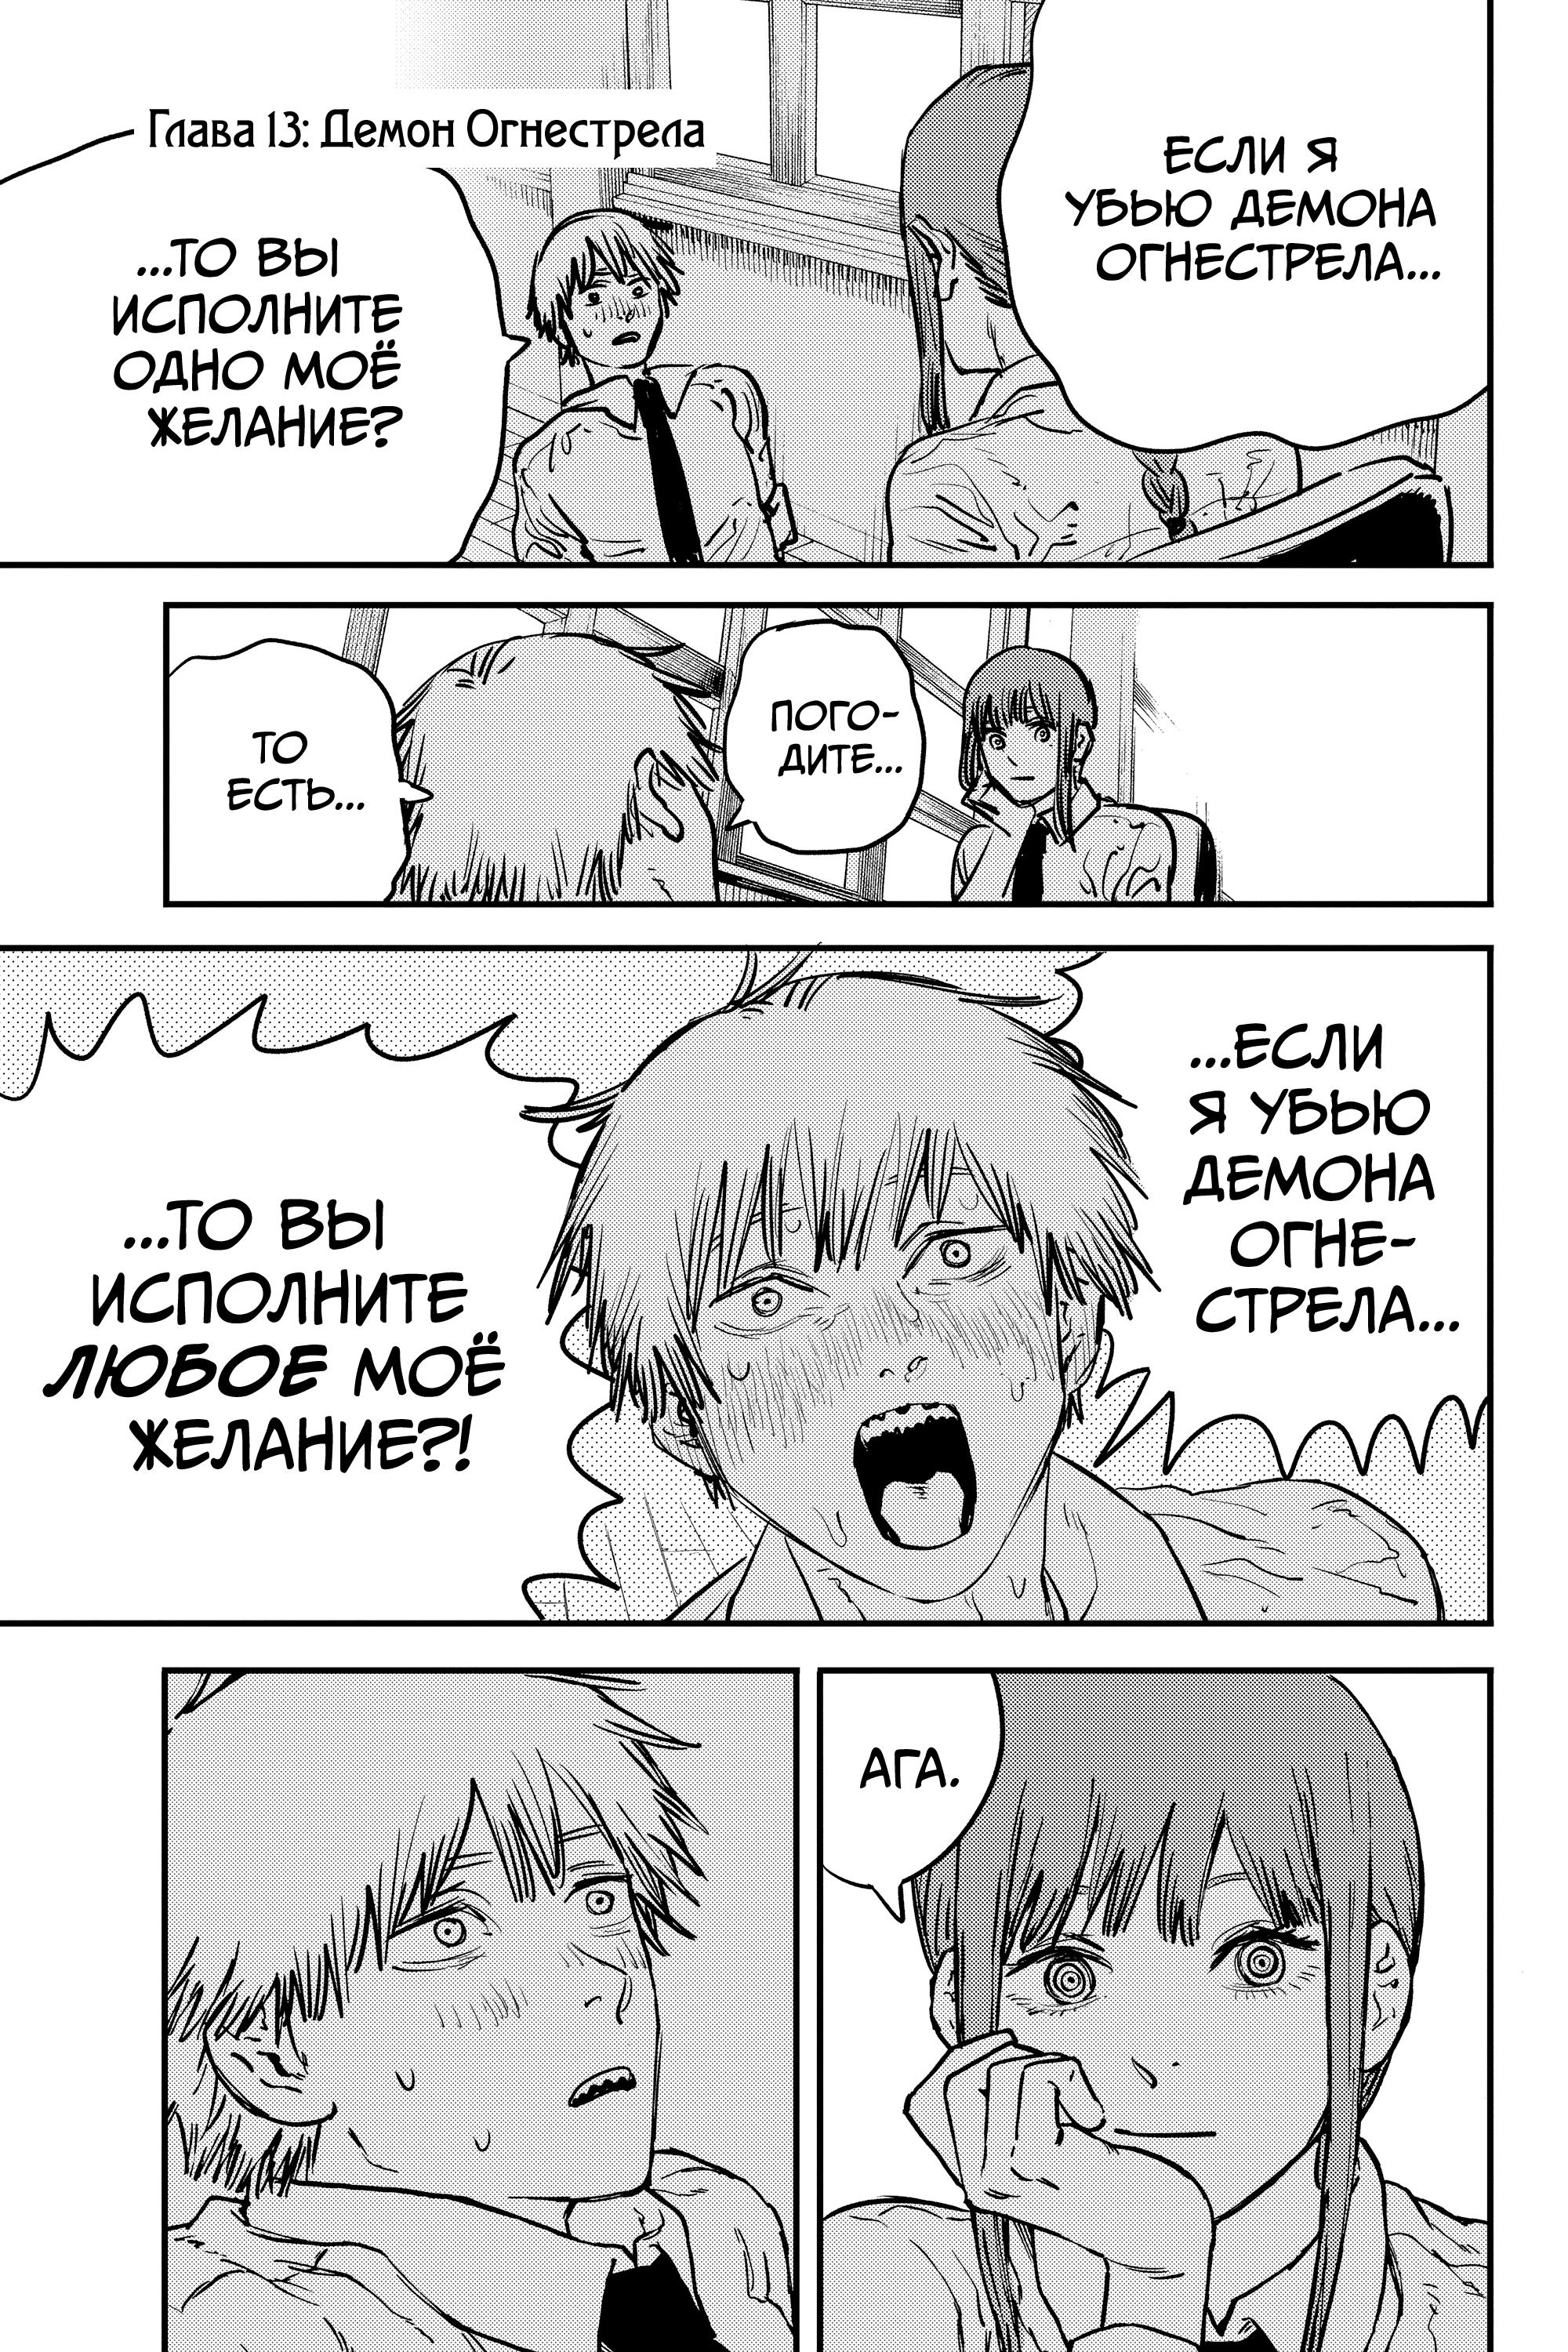 Глава 13: Демон Огнестрела
ЕСЛИ Я
УБЬЮ ДЕМОНА
ОГНЕСТРЕЛА...
...ТО ВЫ
ИСПОЛНИТЕ
ОДНО МОЁ
ЖЕЛАНИЕ?
ПОГО-
ДИТЕ...
ТО
ЕСТЬ...
...ЕСЛИ
Я УБЬЮ
ДЕМОНА
ОГНЕ-
СТРЕЛА...
...ТО ВЫ
ИСПОЛНИТЕ
ЛЮБОЕ МОЁ
ЖЕЛАНИЕ?!
АГА.